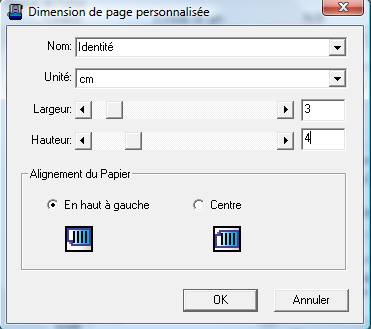 Dimension de page personnalisée
Nom: Identité
Unité: cm
Largeur: 3
Hauteur: 4
Alignement du Papier
En haut à gauche Centre
OK Annuler